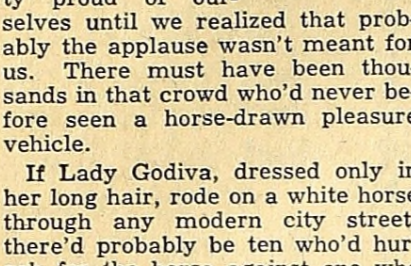 selves until we realized that prob-
ably the applause wasn't meant for
us. There must have been thou-
sands in that crowd who'd never be-
fore seen a horse-drawn pleasure
vehicle.
If Lady Godiva, dressed only in
her long hair, rode on a white horse
through any modern city street
there'd probably be ten who'd hur-